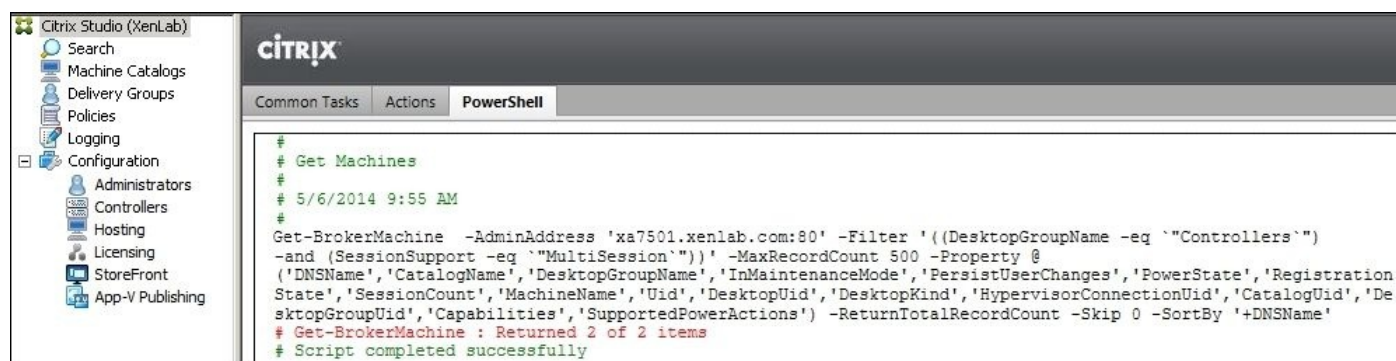 Citrix Studio (XenLab)
Search
Machine Catalogs
Delivery Groups
Policies
Logging
Configuration
Administrators
Controllers
Hosting
Licensing
StoreFront
App-V Publishing
CİTRIX
Common Tasks Actions PowerShell
#
# Get Machines
#
# 5/6/2014 9:55 AM
#
Get-BrokerMachine  -AdminAddress 'xa7501.xenlab.com:80' -Filter '((DesktopGroupName -eq `"Controllers`")
-and (SessionSupport -eq `"MultiSession`"))' -MaxRecordCount 500 -Property @
('DNSName','CatalogName','DesktopGroupName','InMaintenanceMode','PersistUserChanges','PowerState','Registration
State','SessionCount','MachineName','Uid','DesktopUid','DesktopKind','HypervisorConnectionUid','CatalogUid','De
sktopGroupUid','Capabilities','SupportedPowerActions') -ReturnTotalRecordCount -Skip 0 -SortBy '+DNSName'
# Get-BrokerMachine : Returned 2 of 2 items
# Script completed successfully